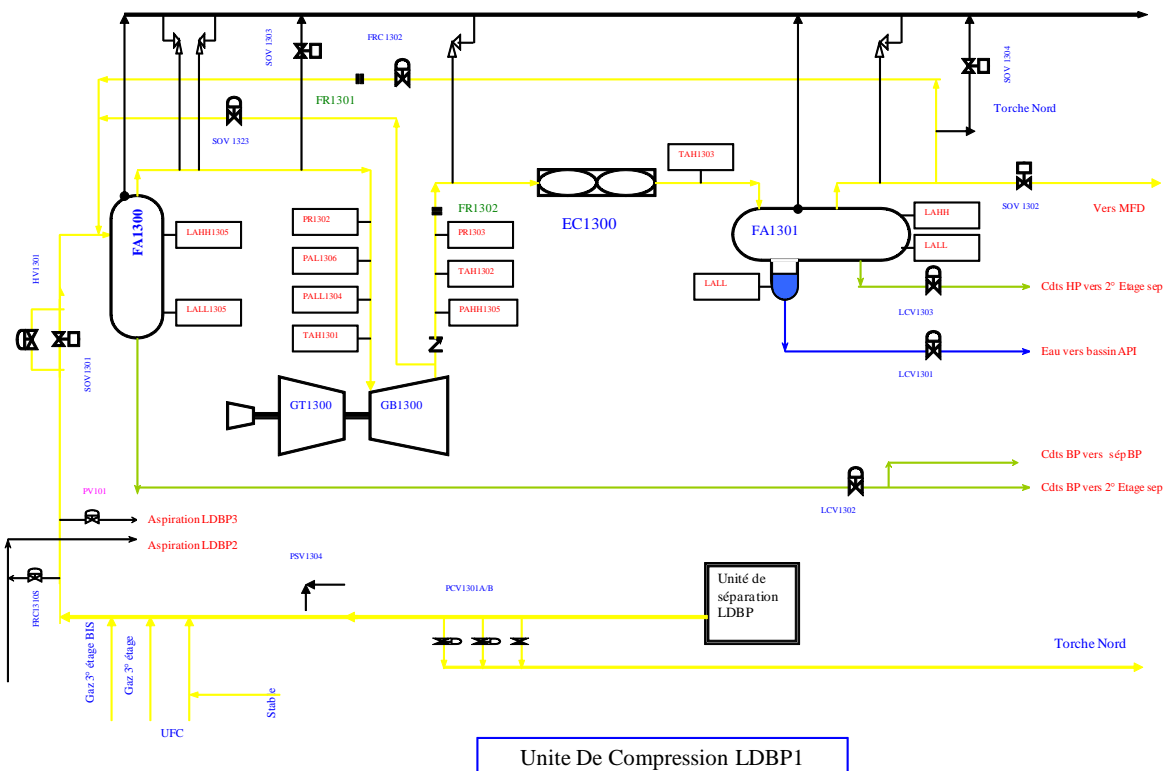 FRC 1302
SOV 1303
SOV 1304
FR1301
Torche Nord
SOV 1323
TAH1303
FA1300
LAHH1305
PR1302
FR1302
EC1300
FA1301
LAHH
SOV 1302
Vers MFD
HV1301
PAL1306
PR1303
LALL
TAH1302
LALL
Cdts HP vers 2° Etage sep
LALL1305
PALL1304
PAHH1305
LCV1303
SOV1301
TAH1301
Eau vers bassin API
LCV1301
GT1300
GB1300
Cdts BP vers sép BP
PV101
Cdts BP vers 2° Etage sep
LCV1302
Aspiration LDBP3
Aspiration LDBP2
PSV1304
PCV1301A/B
Unité de
séparation
LDBP
FRC1310S
Gaz 3° étage BIS
Gaz 3° étage
Stable
Torche Nord
UFC
Unite De Compression LDBP1